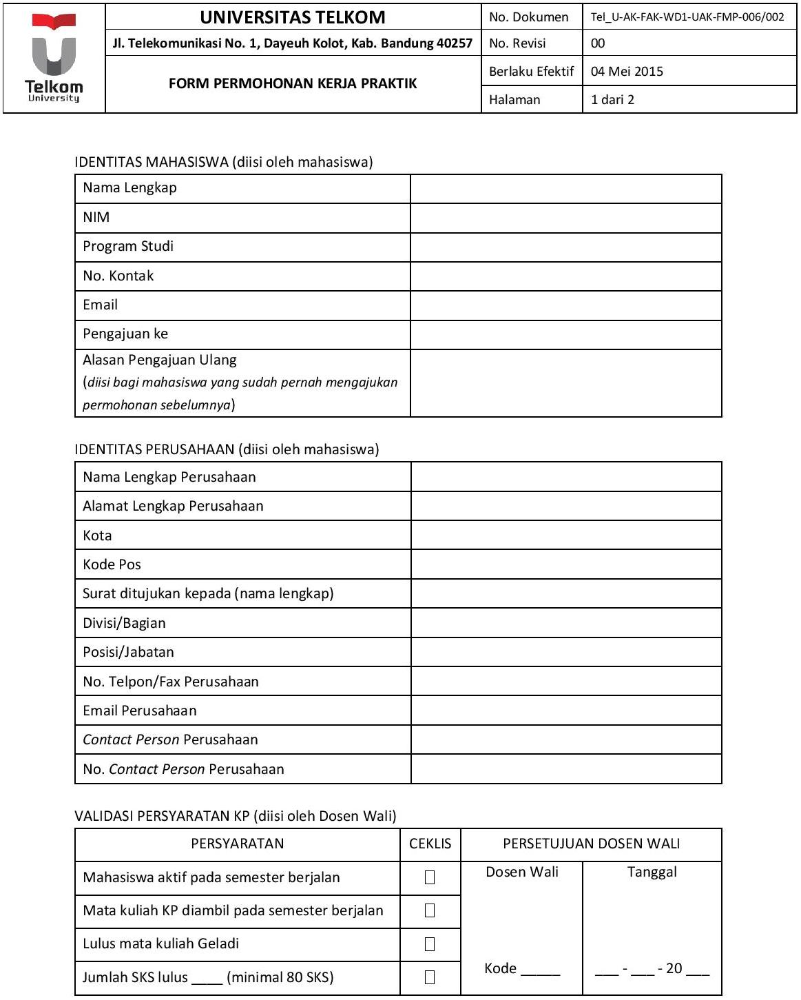 Telkom
University
UNIVERSITAS TELKOM
Jl. Telekomunikasi No. 1, Dayeuh Kolot, Kab. Bandung 40257
FORM PERMOHONAN KERJA PRAKTIK
No. Dokumen Tel_U-AK-FAK-WD1-UAK-FMP-006/002
No. Revisi 00
Berlaku Efektif 04 Mei 2015
Halaman 1 dari 2
IDENTITAS MAHASISWA (diisi oleh mahasiswa)
Nama Lengkap
NIM
Program Studi
No. Kontak
Email
Pengajuan ke
Alasan Pengajuan Ulang
(diisi bagi mahasiswa yang sudah pernah mengajukan
permohonan sebelumnya)
IDENTITAS PERUSAHAAN (diisi oleh mahasiswa)
Nama Lengkap Perusahaan
Alamat Lengkap Perusahaan
Kota
Kode Pos
Surat ditujukan kepada (nama lengkap)
Divisi/Bagian
Posisi/Jabatan
No. Telpon/Fax Perusahaan
Email Perusahaan
Contact Person Perusahaan
No. Contact Person Perusahaan
VALIDASI PERSYARATAN KP (diisi oleh Dosen Wali)
PERSYARATAN CEKLIS PERSETUJUAN DOSEN WALI
Mahasiswa aktif pada semester berjalan
Mata kuliah KP diambil pada semester berjalan
Lulus mata kuliah Geladi
Jumlah SKS lulus ____ (minimal 80 SKS)
Dosen Wali
Kode _____
Tanggal
___ - ___ - 20 ___